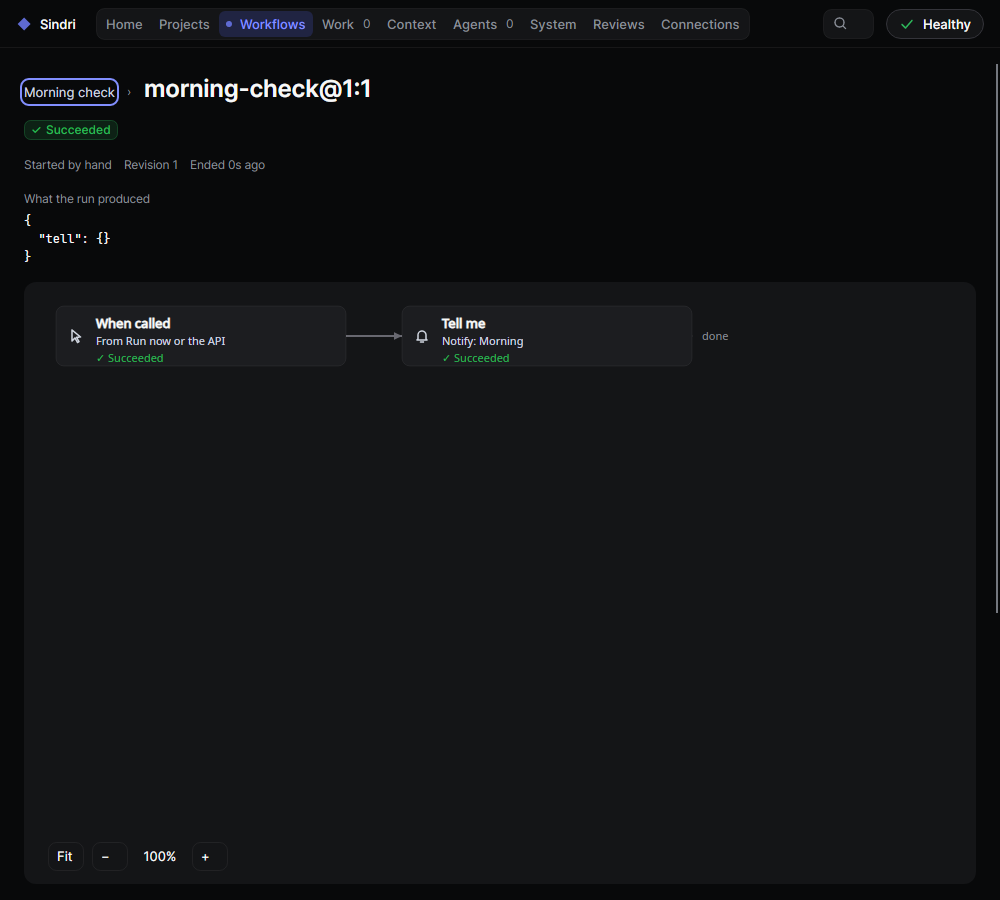 Sindri Home Projects Workflows Work 0 Context Agents 0 System Reviews Connections Healthy
Morning check › morning-check@1:1
✓ Succeeded
Started by hand Revision 1 Ended 0s ago
What the run produced
{
"tell": {}
}
When called
From Run now or the API
✓ Succeeded
Tell me
Notify: Morning
✓ Succeeded
done
Fit − 100% +